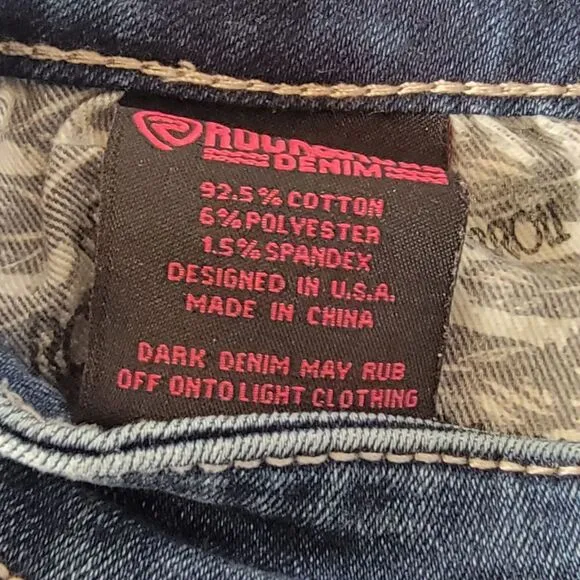 DENIM
92.5% COTTON
6% POLYESTER
1.5% SPANDEX
DESIGNED IN U.S.A.
MADE IN CHINA
DARK DENIM MAY RUB
OFF ONTO LIGHT CLOTHING